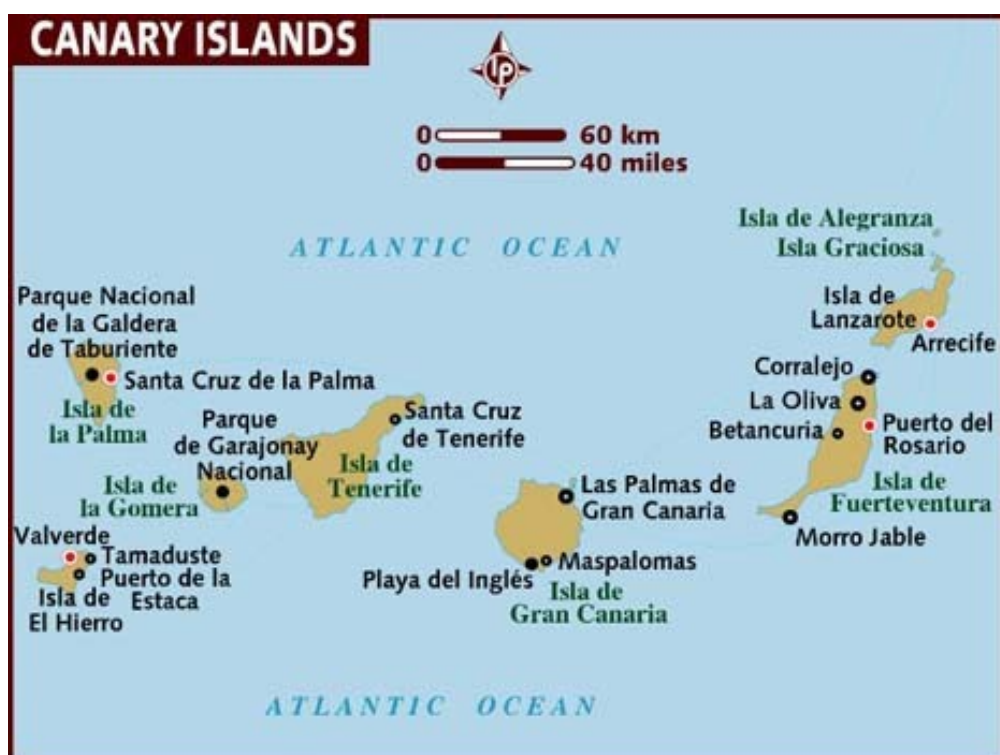 CANARY ISLANDS
LP
0 60 km
0 40 miles
ATLANTIC OCEAN
Isla de Alegranza
Isla Graciosa
Isla de
Lanzarote
Arrecife
Parque Nacional
de la Galdera
de Taburiente
Santa Cruz de la Palma
Isla de
la Palma
Parque
de Garajonay
Nacional
Isla de
la Gomera
Santa Cruz
de Tenerife
Isla de
Tenerife
Corralejo
La Oliva
Betancuria
Puerto del
Rosario
Isla de
Fuerteventura
Morro Jable
Las Palmas de
Gran Canaria
Maspalomas
Playa del Inglés
Isla de
Gran Canaria
Valverde
Tamaduste
Puerto de la
Estaca
Isla de
El Hierro
ATLANTIC OCEAN